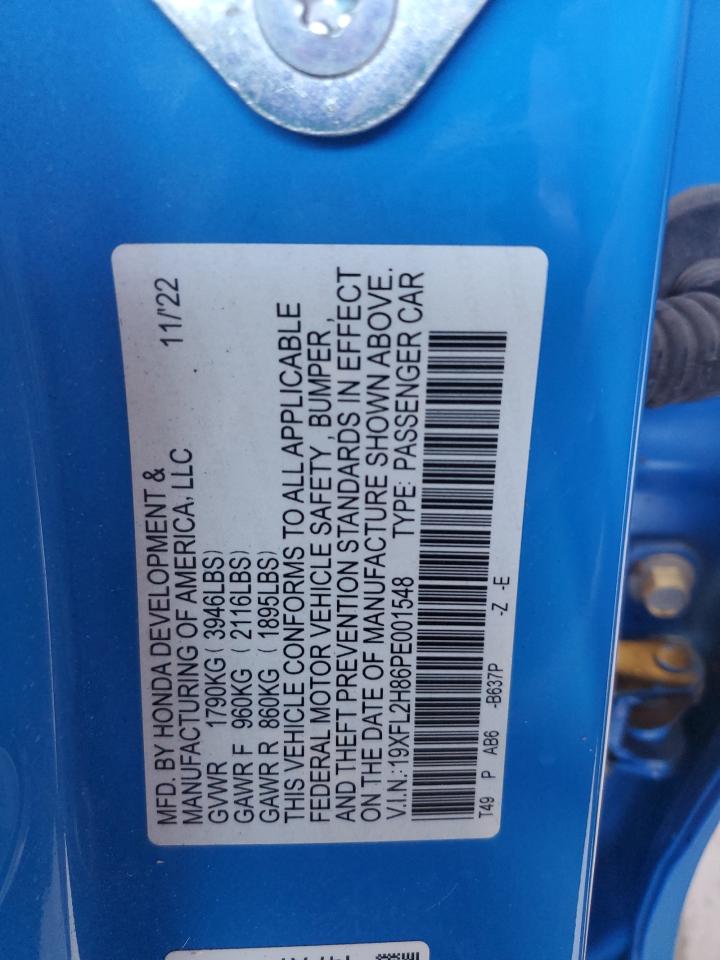 MFD. BY HONDA DEVELOPMENT &
MANUFACTURING OF AMERICA, LLC 11/'22
GVWR 1790KG ( 3946LBS)
GAWR F 960KG ( 2116LBS)
GAWR R 860KG ( 1895LBS)
THIS VEHICLE CONFORMS TO ALL APPLICABLE
FEDERAL MOTOR VEHICLE SAFETY, BUMPER,
AND THEFT PREVENTION STANDARDS IN EFFECT
ON THE DATE OF MANUFACTURE SHOWN ABOVE.
V.I.N.:19XFL2H86PE001548 TYPE: PASSENGER CAR
T49 P AB6 -B637P -Z -E